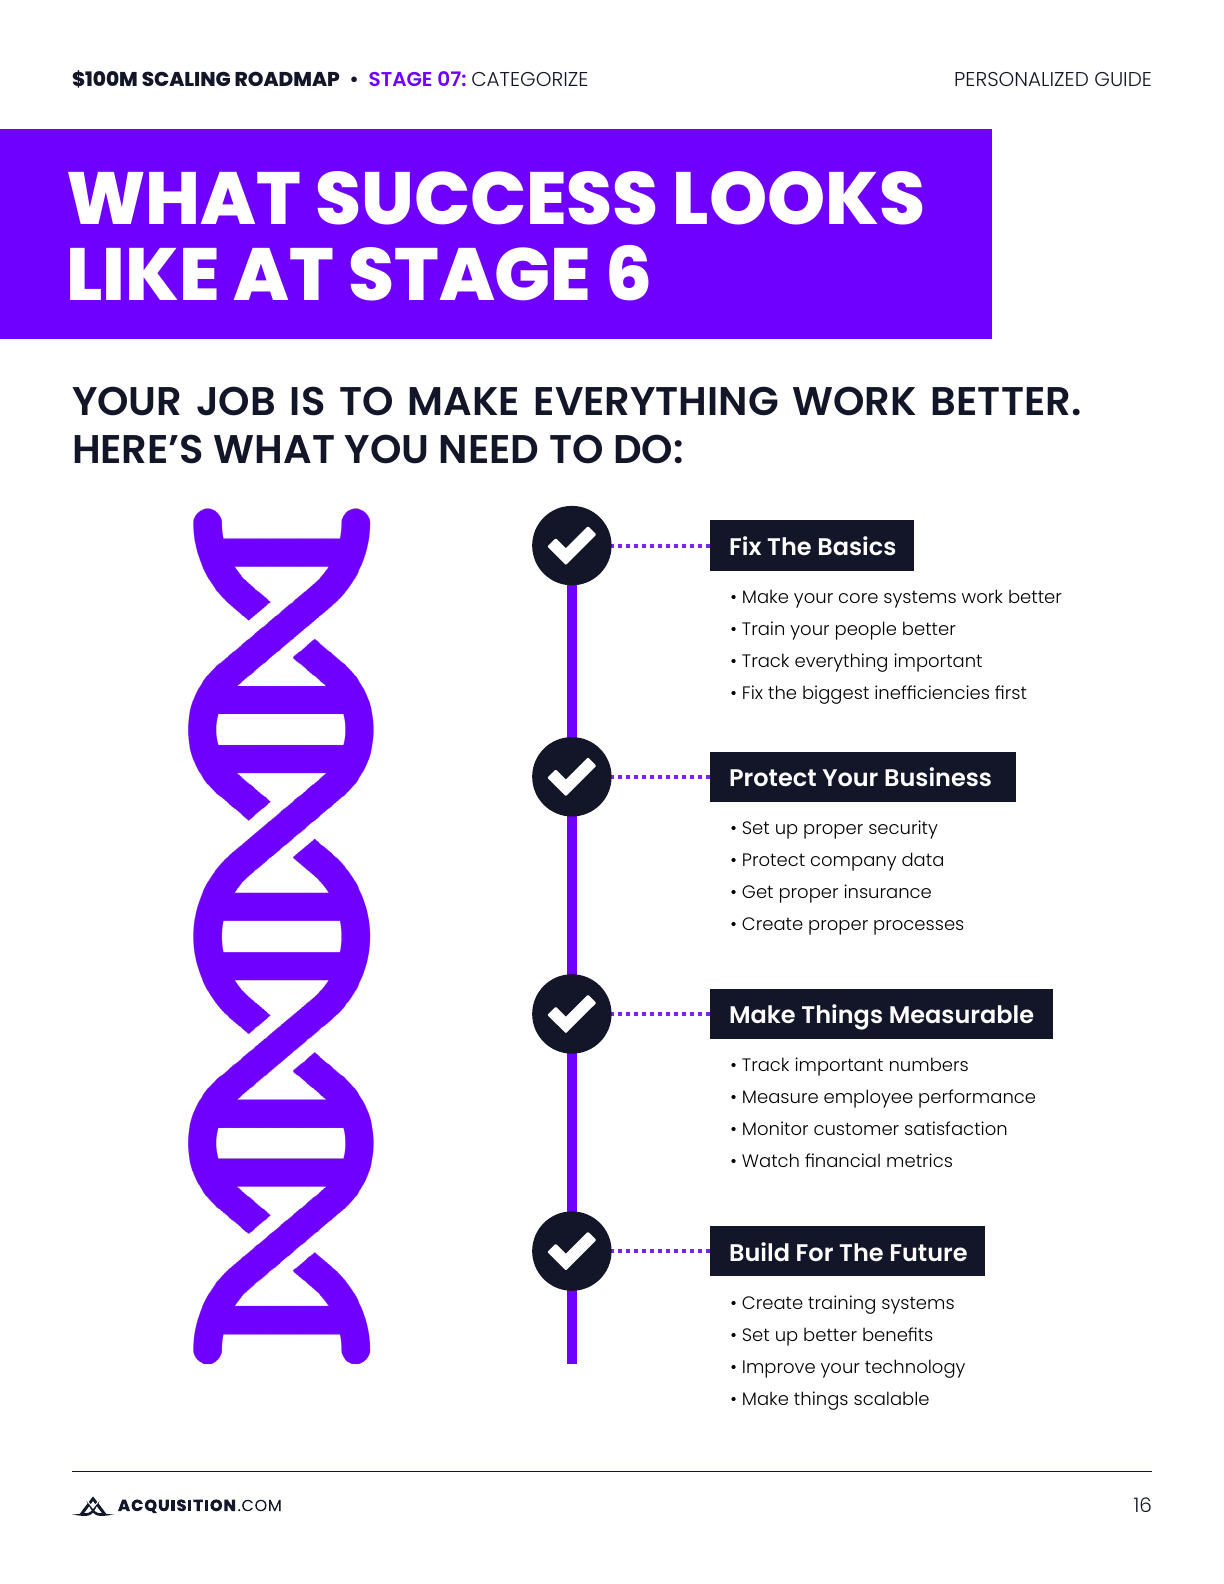 $100M SCALING ROADMAP • STAGE 07: CATEGORIZE
PERSONALIZED GUIDE
WHAT SUCCESS LOOKS
LIKE AT STAGE 6
YOUR JOB IS TO MAKE EVERYTHING WORK BETTER.
HERE’S WHAT YOU NEED TO DO:
Fix The Basics
• Make your core systems work better
• Train your people better
• Track everything important
• Fix the biggest inefficiencies first
Protect Your Business
• Set up proper security
• Protect company data
• Get proper insurance
• Create proper processes
Make Things Measurable
• Track important numbers
• Measure employee performance
• Monitor customer satisfaction
• Watch financial metrics
Build For The Future
• Create training systems
• Set up better benefits
• Improve your technology
• Make things scalable
ACQUISITION.COM
16